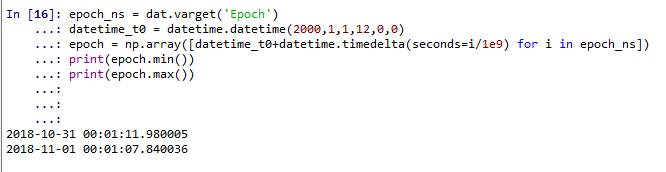 In [16]: epoch_ns = dat.varget('Epoch')
...: datetime_t0 = datetime.datetime(2000,1,1,12,0,0)
...: epoch = np.array([datetime_t0+datetime.timedelta(seconds=i/1e9) for i in epoch_ns])
...: print(epoch.min())
...: print(epoch.max())
...:
...:
...:
2018-10-31 00:01:11.980005
2018-11-01 00:01:07.840036